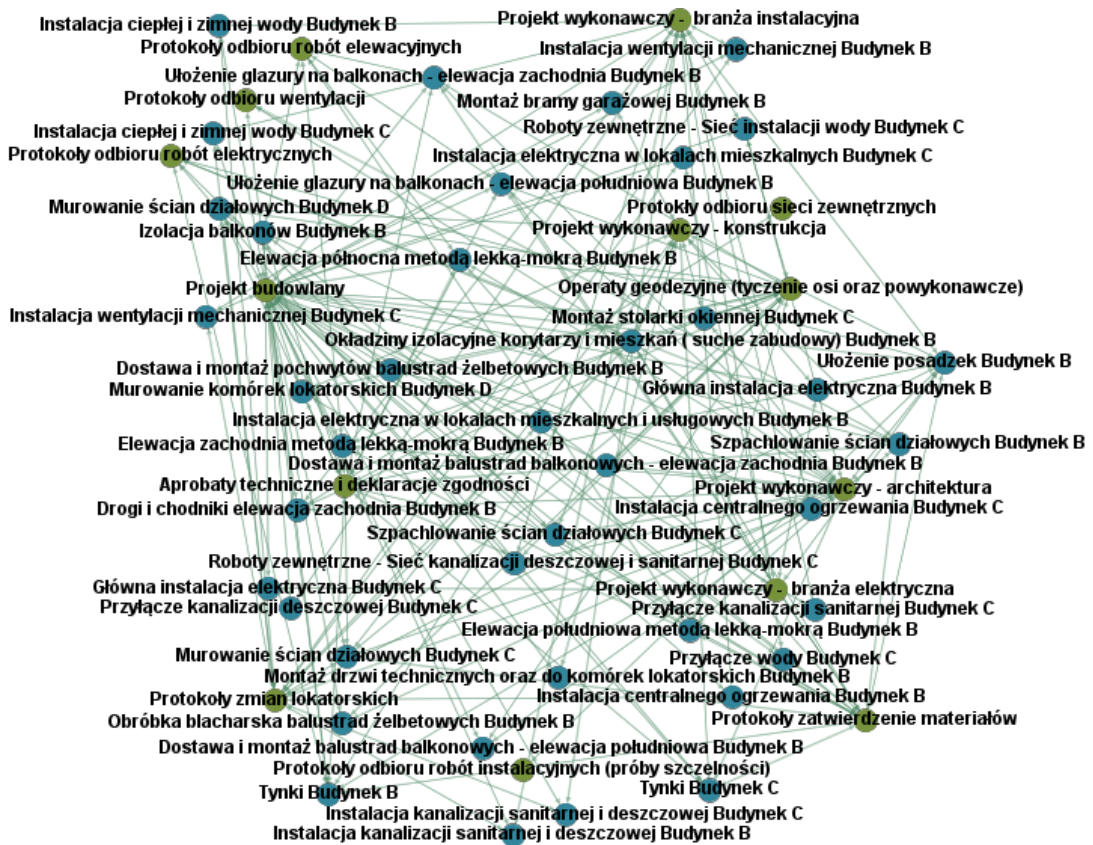 Projekt wykonawczy - branża instalacyjna
Instalacja ciepłej i zimnej wody Budynek B
Protokoły odbioru robót elewacyjnych
Instalacja wentylacji mechanicznej Budynek B
Ułożenie glazury na balkonach - elewacja zachodnia Budynek B
Protokoły odbioru wentylacji
Montaż bramy garażowej Budynek B
Instalacja ciepłej i zimnej wody Budynek C
Roboty zewnętrzne - Sieć instalacji wody Budynek C
Protokoły odbioru robót elektrycznych
Instalacja elektryczna w lokalach mieszkalnych Budynek C
Ułożenie glazury na balkonach - elewacja południowa Budynek B
Murowanie ścian działowych Budynek D
Protokły odbioru sieci zewnętrznych
Izolacja balkonów Budynek B
Projekt wykonawczy - konstrukcja
Elewacja północna metodą lekką-mokrą Budynek B
Projekt budowlany
Operaty geodezyjne (tyczenie osi oraz powykonawcze)
Instalacja wentylacji mechanicznej Budynek C
Montaż stolarki okiennej Budynek C
Okładziny izolacyjne korytarzy i mieszkań ( suche zabudowy) Budynek B
Ułożenie posadzek Budynek B
Dostawa i montaż pochwytów balustrad żelbetowych Budynek B
Murowanie komórek lokatorskich Budynek D
Główna instalacja elektryczna Budynek B
Instalacja elektryczna w lokalach mieszkalnych i usługowych Budynek B
Elewacja zachodnia metodą lekką-mokrą Budynek B
Szpachlowanie ścian działowych Budynek B
Dostawa i montaż balustrad balkonowych - elewacja zachodnia Budynek B
Aprobaty techniczne i deklaracje zgodności
Projekt wykonawczy - architektura
Drogi i chodniki elewacja zachodnia Budynek B
Instalacja centralnego ogrzewania Budynek C
Szpachlowanie ścian działowych Budynek C
Roboty zewnętrzne - Sieć kanalizacji deszczowej i sanitarnej Budynek C
Główna instalacja elektryczna Budynek C
Projekt wykonawczy - branża elektryczna
Przyłącze kanalizacji deszczowej Budynek C
Przyłącze kanalizacji sanitarnej Budynek C
Elewacja południowa metodą lekką-mokrą Budynek B
Murowanie ścian działowych Budynek C
Przyłącze wody Budynek C
Montaż drzwi technicznych oraz do komórek lokatorskich Budynek B
Instalacja centralnego ogrzewania Budynek B
Protokoły zmian lokatorskich
Protokoły zatwierdzenie materiałów
Obróbka blacharska balustrad żelbetowych Budynek B
Dostawa i montaż balustrad balkonowych - elewacja południowa Budynek B
Protokoły odbioru robót instalacyjnych (próby szczelności)
Tynki Budynek C
Tynki Budynek B
Instalacja kanalizacji sanitarnej i deszczowej Budynek C
Instalacja kanalizacji sanitarnej i deszczowej Budynek B